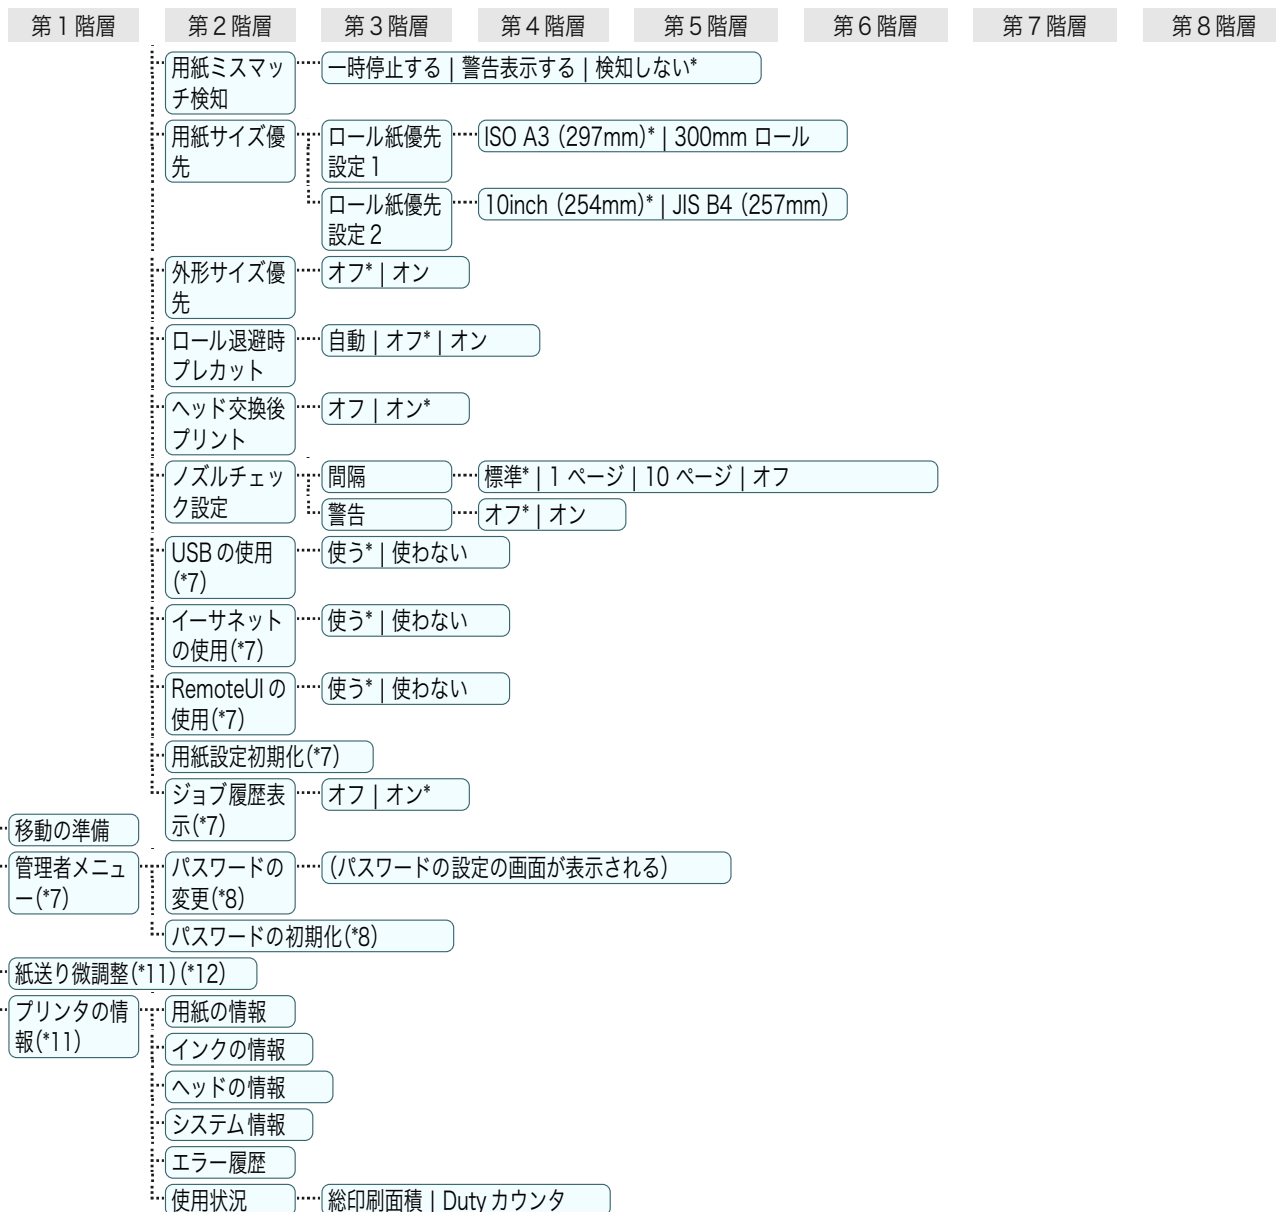 第1階層 第2階層 第3階層 第4階層 第5階層 第6階層 第7階層 第8階層
用紙ミスマッ
チ検知
一時停止する | 警告表示する | 検知しない*
用紙サイズ優
先
ロール紙優先
設定1
ISO A3 (297mm)* | 300mm ロール
ロール紙優先
設定2
10inch (254mm)* | JIS B4 (257mm)
外形サイズ優
先
オフ* | オン
ロール退避時
プレカット
自動 | オフ* | オン
ヘッド交換後
プリント
オフ | オン*
ノズルチェッ
ク設定
間隔
標準* | 1 ページ | 10 ページ | オフ
警告
オフ* | オン
USBの使用
(*7)
使う* | 使わない
イーサネット
の使用(*7)
使う* | 使わない
RemoteUIの
使用(*7)
使う* | 使わない
用紙設定初期化(*7)
ジョブ履歴表
示(*7)
オフ | オン*
移動の準備
管理者メニュ
ー(*7)
パスワードの
変更(*8)
(パスワードの設定の画面が表示される)
パスワードの初期化(*8)
紙送り微調整(*11)(*12)
プリンタの情
報(*11)
用紙の情報
インクの情報
ヘッドの情報
システム情報
エラー履歴
使用状況
総印刷面積 | Duty カウンタ